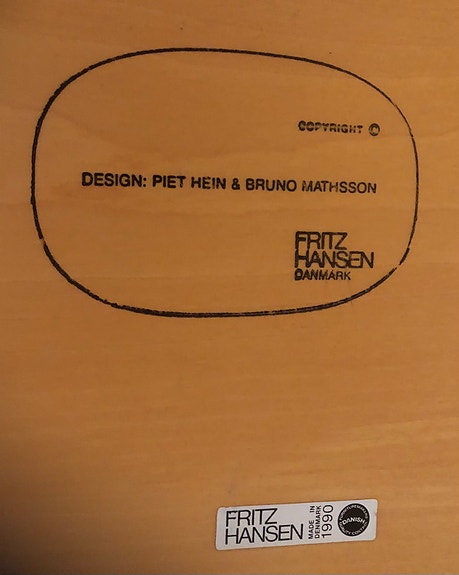 COPYRIGHT ©
DESIGN: PIET HEIN & BRUNO MATHSSON
FRITZ
HANSEN
DANMARK
FRITZ
HANSEN
MADE IN
DENMARK
1990
DANISH